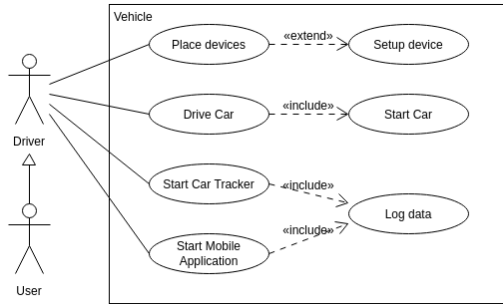 Vehicle
Place devices
«extend»
Setup device
Drive Car
«include»
Start Car
Driver
Start Car Tracker
«include»
Log data
«include»
Start Mobile
Application
User